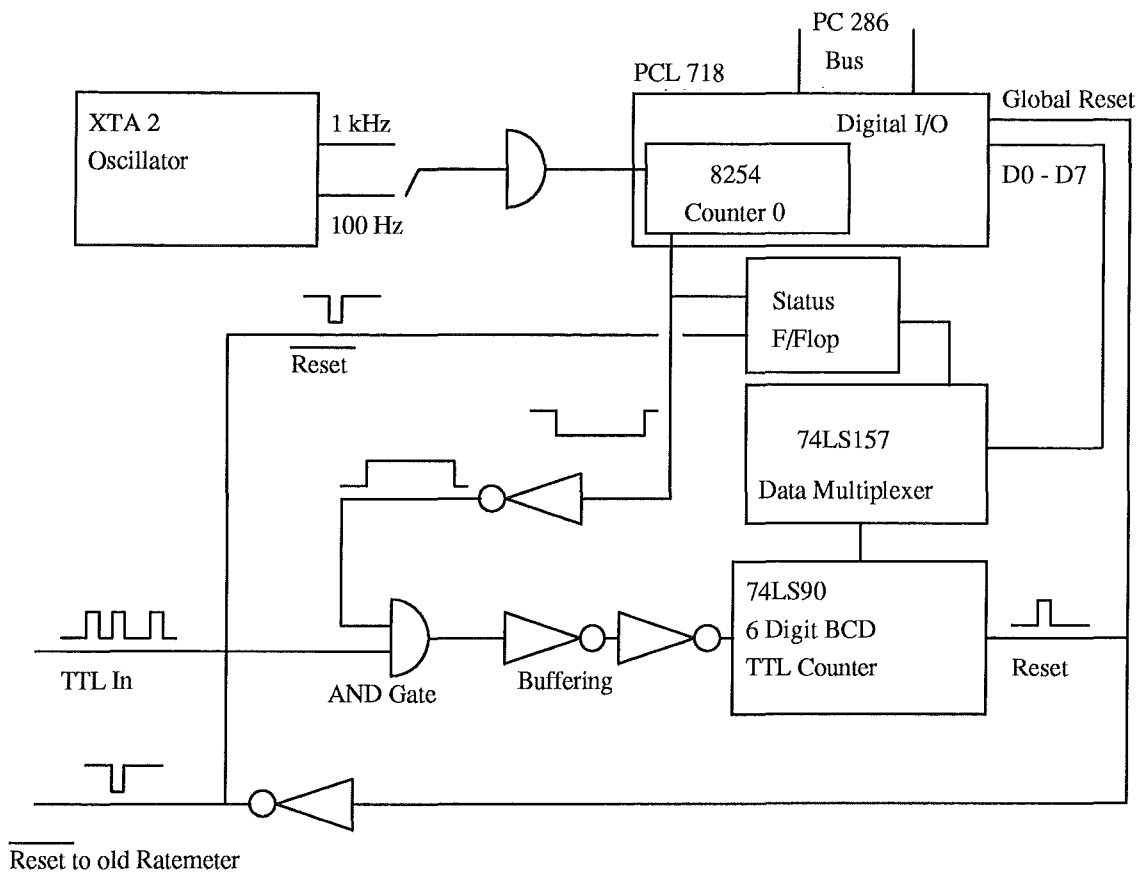 PC 286
Bus
PCL 718
XTA 2
Oscillator
1 kHz
100 Hz
Digital I/O
Global Reset
8254
Counter 0
D0 - D7
Status
F/Flop
Reset
74LS157
Data Multiplexer
TTL In
AND Gate
Buffering
74LS90
6 Digit BCD
TTL Counter
Reset
Reset to old Ratemeter